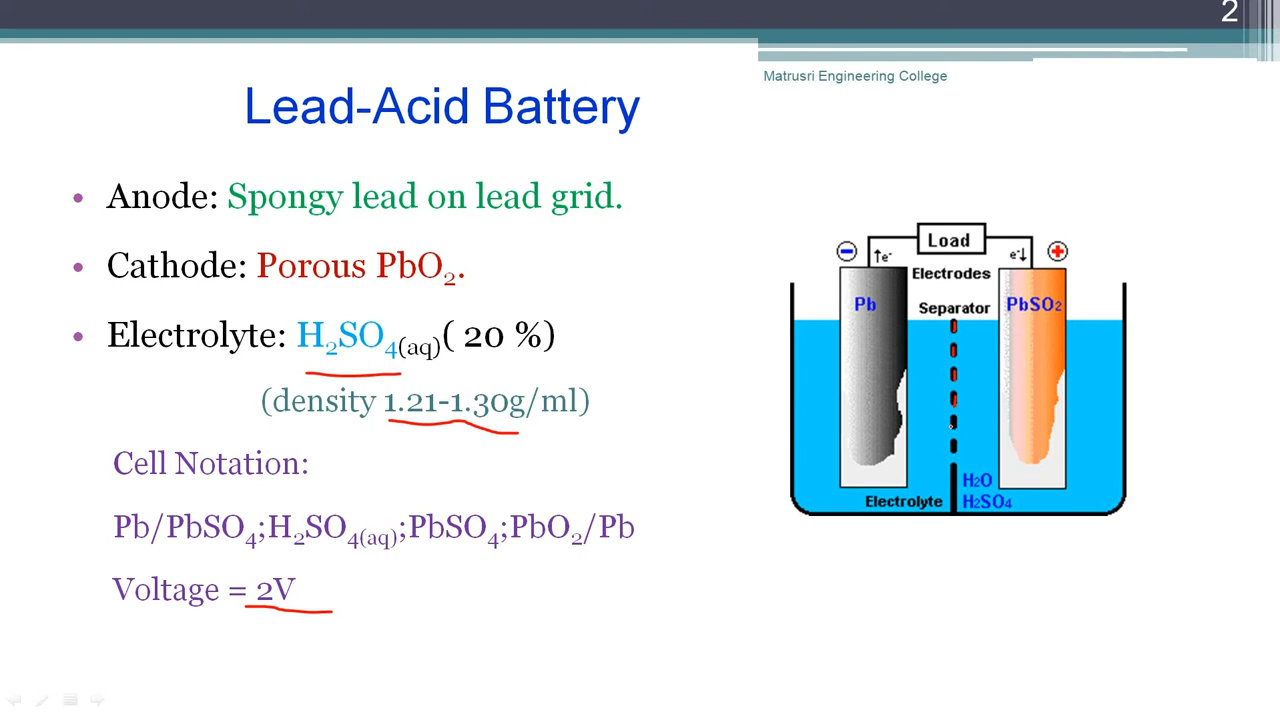 2
Matrusri Engineering College
Lead-Acid Battery
• Anode: Spongy lead on lead grid.
• Cathode: Porous PbO₂.
• Electrolyte: H₂SO₄(aq)( 20 %)
(density 1.21-1.30g/ml)
Cell Notation:
Pb/PbSO₄;H₂SO₄(aq);PbSO₄;PbO₂/Pb
Voltage = 2V
Load
− ↑e⁻ e⁻↓ +
Electrodes
Pb Separator PbSO₂
H₂O
Electrolyte H₂SO₄